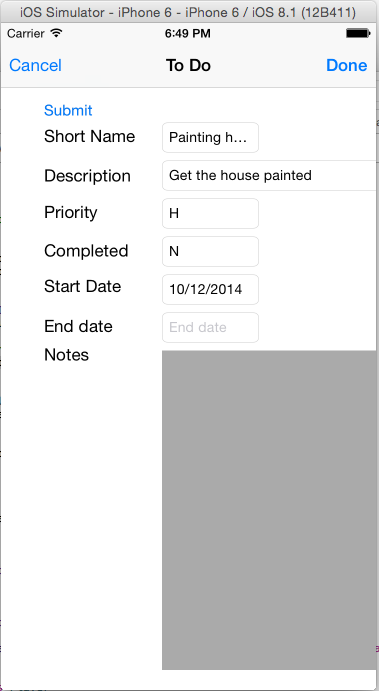 iOS Simulator - iPhone 6 - iPhone 6 / iOS 8.1 (12B411)
Carrier 6:49 PM
Cancel To Do Done
Submit
Short Name Painting h...
Description Get the house painted
Priority H
Completed N
Start Date 10/12/2014
End date End date
Notes